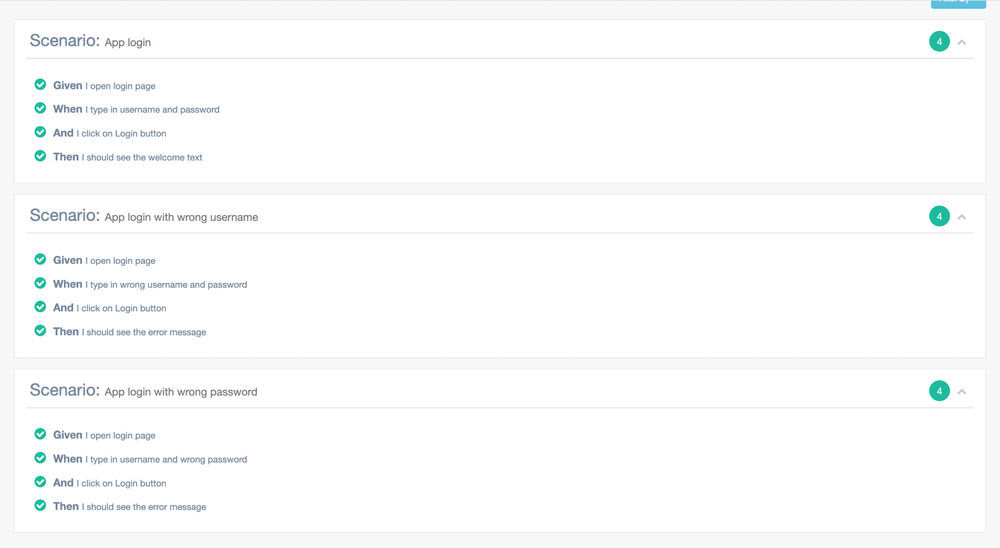 Scenario: App login
4
Given I open login page
When I type in username and password
And I click on Login button
Then I should see the welcome text
Scenario: App login with wrong username
4
Given I open login page
When I type in wrong username and password
And I click on Login button
Then I should see the error message
Scenario: App login with wrong password
4
Given I open login page
When I type in username and wrong password
And I click on Login button
Then I should see the error message